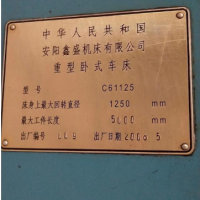 中华人民共和国
安阳鑫盛机床有限公司
重型卧式车床
型号 C61125
床身上最大回转直径 1250 mm
最大工件长度 5000 mm
出厂编号 出厂日期 2008 5